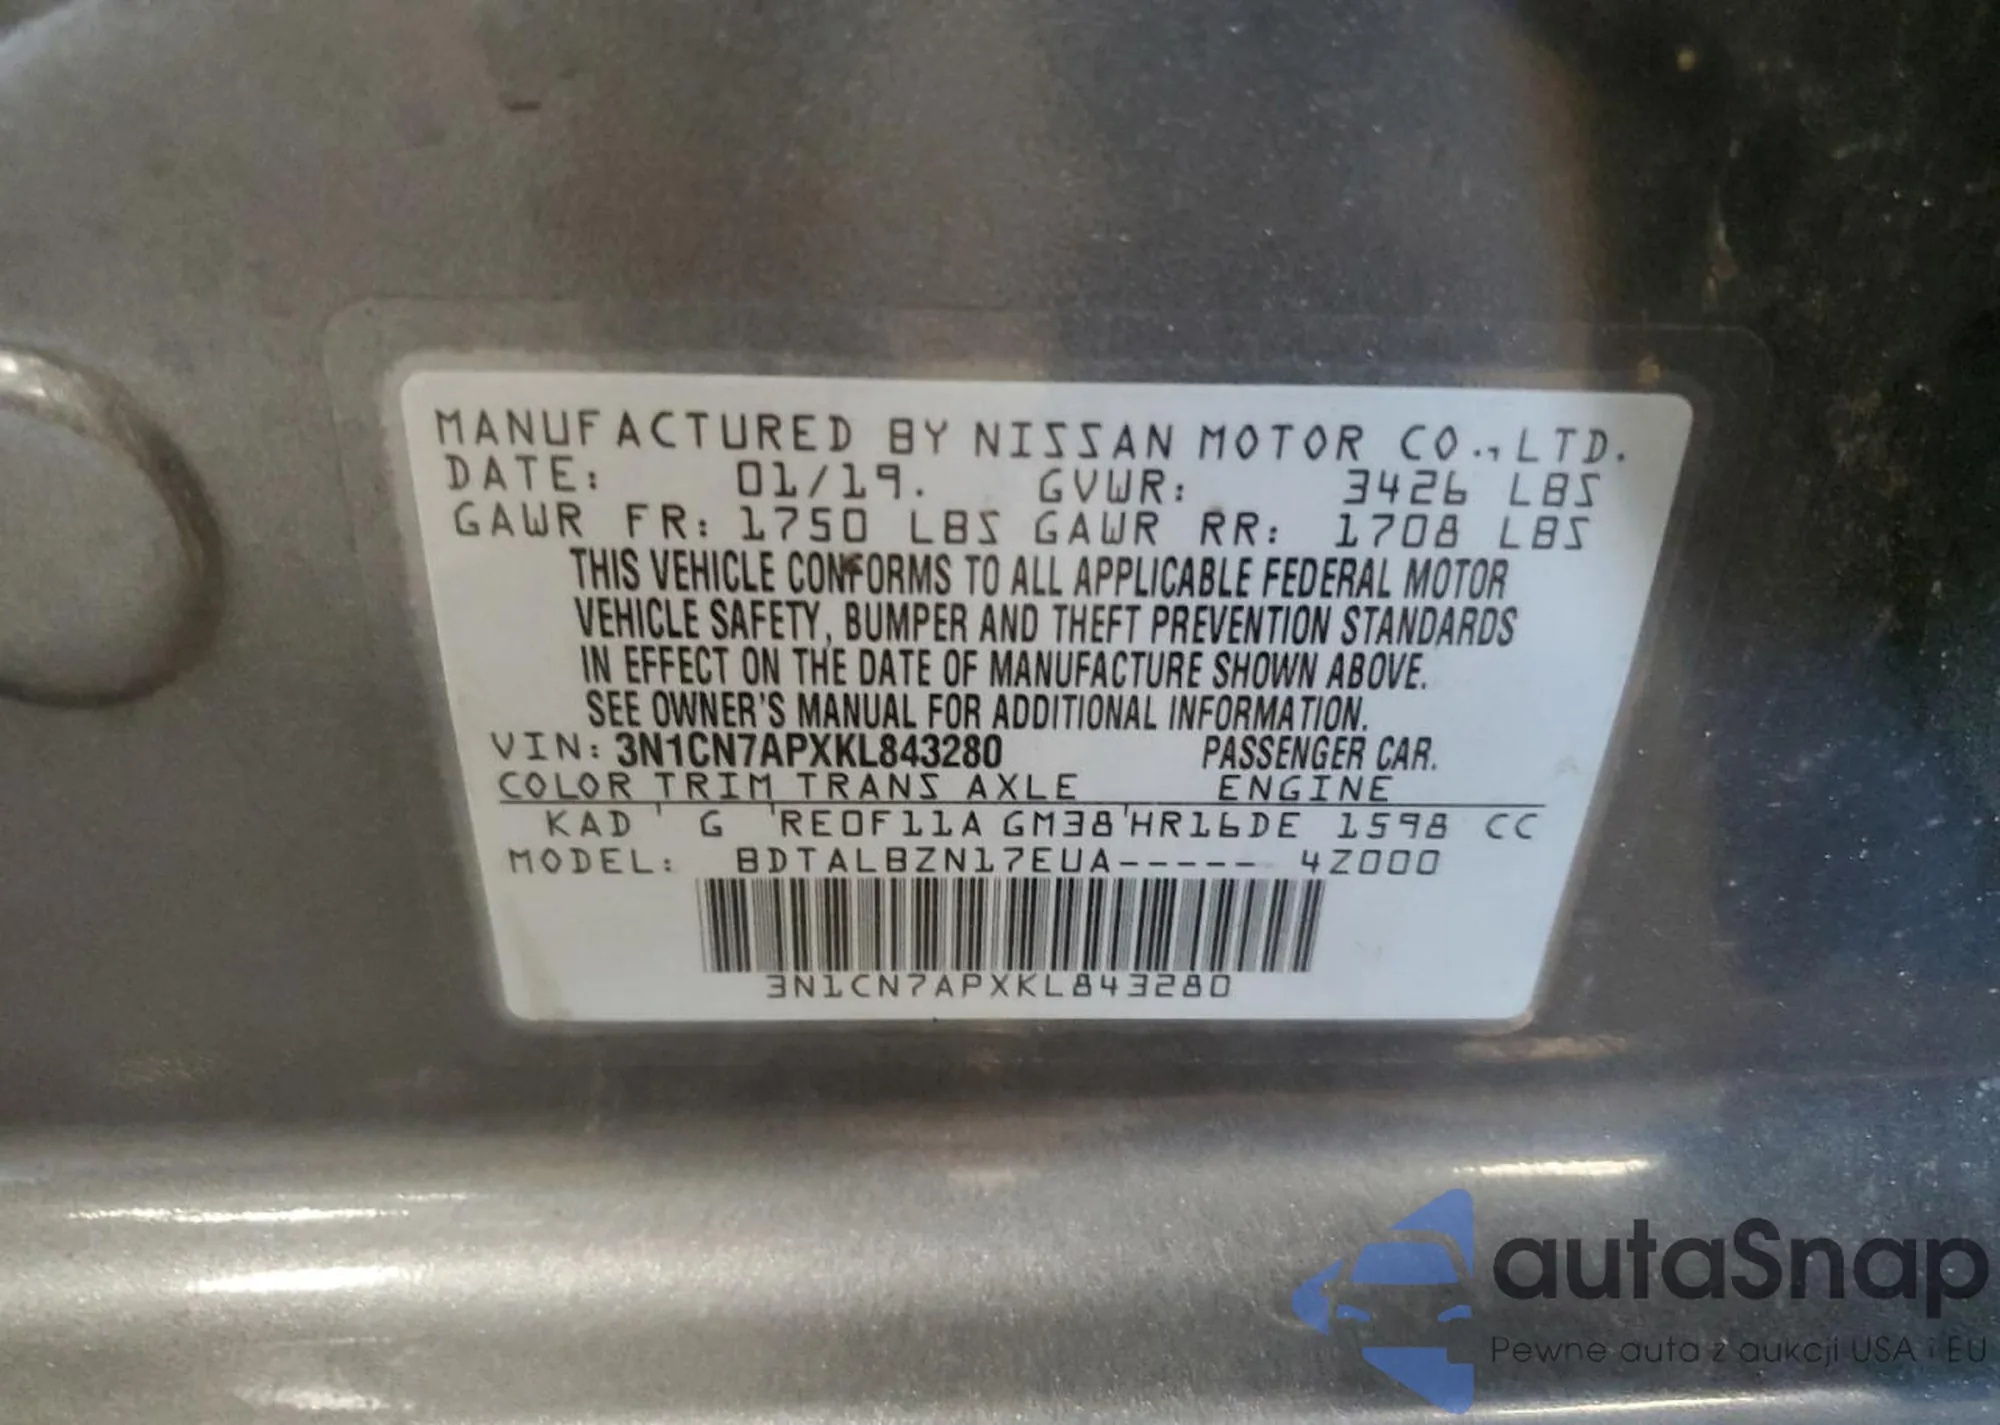 MANUFACTURED BY NISSAN MOTOR CO., LTD.
DATE: 01/19. GVWR: 3426 LBS
GAWR FR: 1750 LBS GAWR RR: 1708 LBS
THIS VEHICLE CONFORMS TO ALL APPLICABLE FEDERAL MOTOR
VEHICLE SAFETY, BUMPER AND THEFT PREVENTION STANDARDS
IN EFFECT ON THE DATE OF MANUFACTURE SHOWN ABOVE.
SEE OWNER'S MANUAL FOR ADDITIONAL INFORMATION.
VIN: 3N1CN7APXKL843280 PASSENGER CAR.
COLOR TRIM TRANS AXLE ENGINE
KAD G RE0F11A GM38 HR16DE 1598 CC
MODEL: BDTALBZN17EUA----- 4Z000
3N1CN7APXKL843280
autaSnap
Pewne auta z aukcji USA i EU